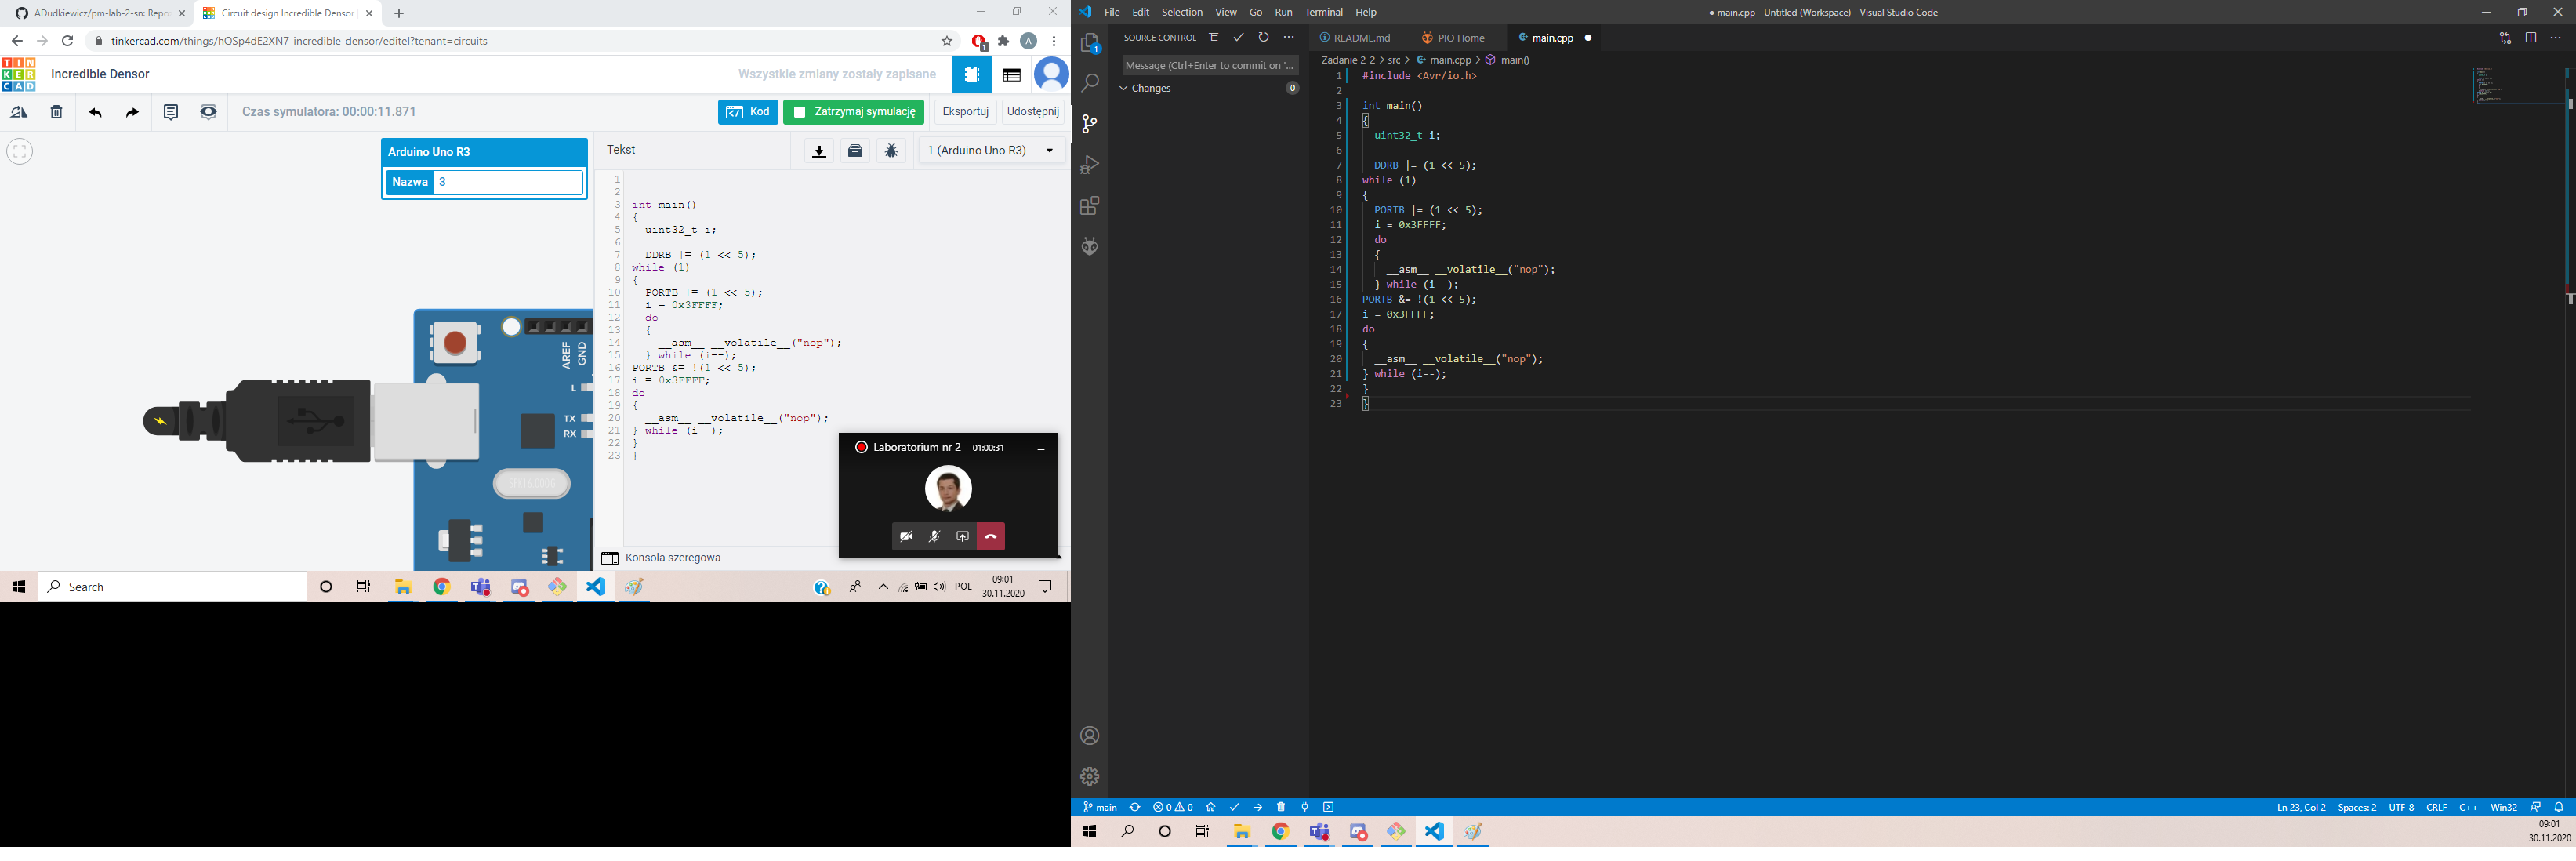 ADudkiewicz/pm-lab-2-sn: Repo
Circuit design Incredible Densor
tinkercad.com/things/hQSp4dE2XN7-incredible-densor/editel?tenant=circuits
1
A
TIN
KER
CAD
Incredible Densor
Wszystkie zmiany zostały zapisane
Czas symulatora: 00:00:11.871
Kod
Zatrzymaj symulację
Eksportuj
Udostępnij
Arduino Uno R3
Nazwa 3
Tekst
1 (Arduino Uno R3)
1
2
3 int main()
4 {
5 uint32_t i;
6
7 DDRB |= (1 << 5);
8 while (1)
9 {
10 PORTB |= (1 << 5);
11 i = 0x3FFFF;
12 do
13 {
14 __asm__ __volatile__("nop");
15 } while (i--);
16 PORTB &= !(1 << 5);
17 i = 0x3FFFF;
18 do
19 {
20 __asm__ __volatile__("nop");
21 } while (i--);
22 }
23 }
AREF
GND
L
TX
RX
Laboratorium nr 2 01:00:31
Konsola szeregowa
Search
POL
09:01
30.11.2020
File Edit Selection View Go Run Terminal Help
● main.cpp - Untitled (Workspace) - Visual Studio Code
1
SOURCE CONTROL
Message (Ctrl+Enter to commit on '...
Changes 0
README.md
PIO Home
main.cpp
Zadanie 2-2 > src > main.cpp > main()
1 #include <Avr/io.h>
2
3 int main()
4 {
5 uint32_t i;
6
7 DDRB |= (1 << 5);
8 while (1)
9 {
10 PORTB |= (1 << 5);
11 i = 0x3FFFF;
12 do
13 {
14 __asm__ __volatile__("nop");
15 } while (i--);
16 PORTB &= !(1 << 5);
17 i = 0x3FFFF;
18 do
19 {
20 __asm__ __volatile__("nop");
21 } while (i--);
22 }
23 }
main
0 0
Ln 23, Col 2 Spaces: 2 UTF-8 CRLF C++ Win32
09:01
30.11.2020